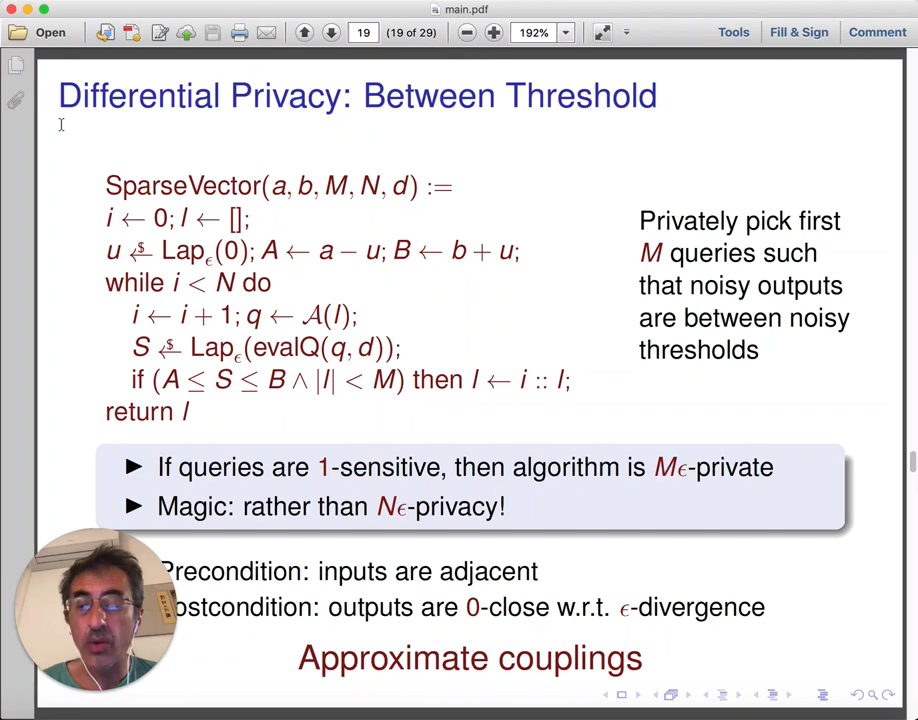 main.pdf
Open
19
(19 of 29)
192%
Tools
Fill & Sign
Comment
Differential Privacy: Between Threshold
SparseVector(a, b, M, N, d) :=
i ← 0; l ← [];
u $← Lapϵ(0); A ← a − u; B ← b + u;
while i < N do
i ← i + 1; q ← 𝒜(l);
S $← Lapϵ(evalQ(q, d));
if (A ≤ S ≤ B ∧ |l| < M) then l ← i :: l;
return l
Privately pick first
M queries such
that noisy outputs
are between noisy
thresholds
► If queries are 1-sensitive, then algorithm is Mϵ-private
► Magic: rather than Nϵ-privacy!
Precondition: inputs are adjacent
ostcondition: outputs are 0-close w.r.t. ϵ-divergence
Approximate couplings